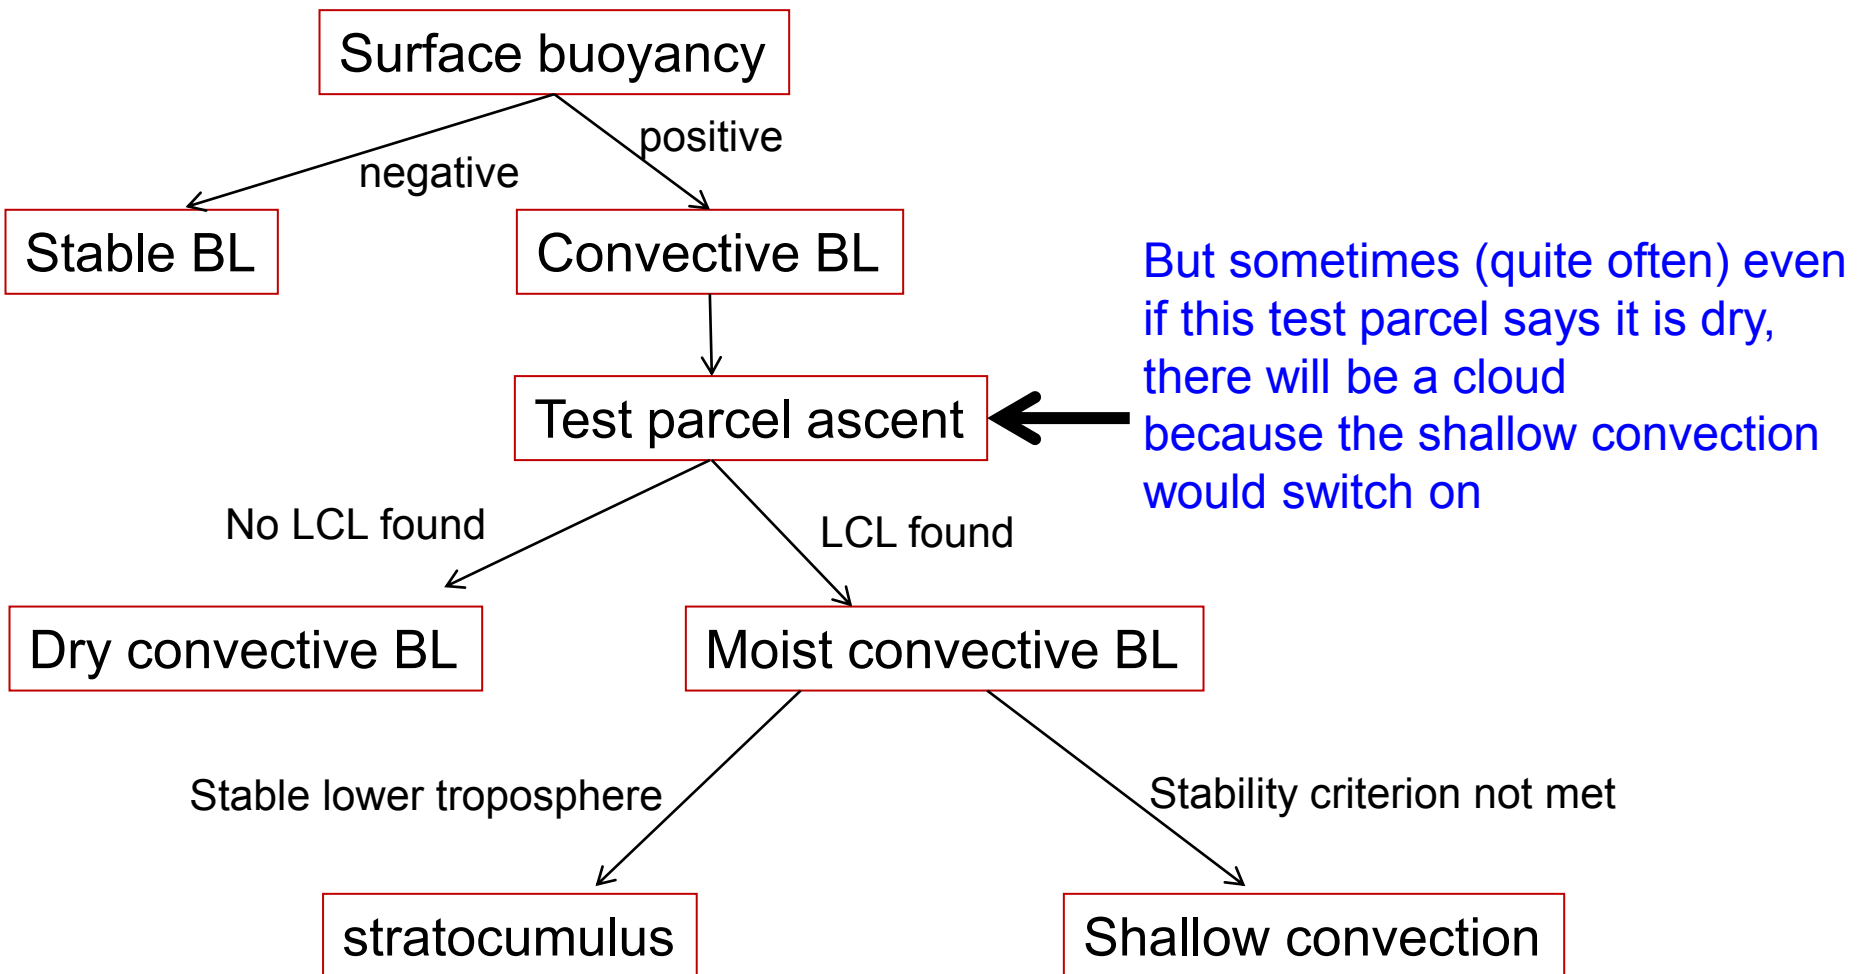 Surface buoyancy
positive
negative
Stable BL
Convective BL
But sometimes (quite often) even
if this test parcel says it is dry,
there will be a cloud
because the shallow convection
would switch on
Test parcel ascent
No LCL found
LCL found
Dry convective BL
Moist convective BL
Stable lower troposphere
Stability criterion not met
stratocumulus
Shallow convection